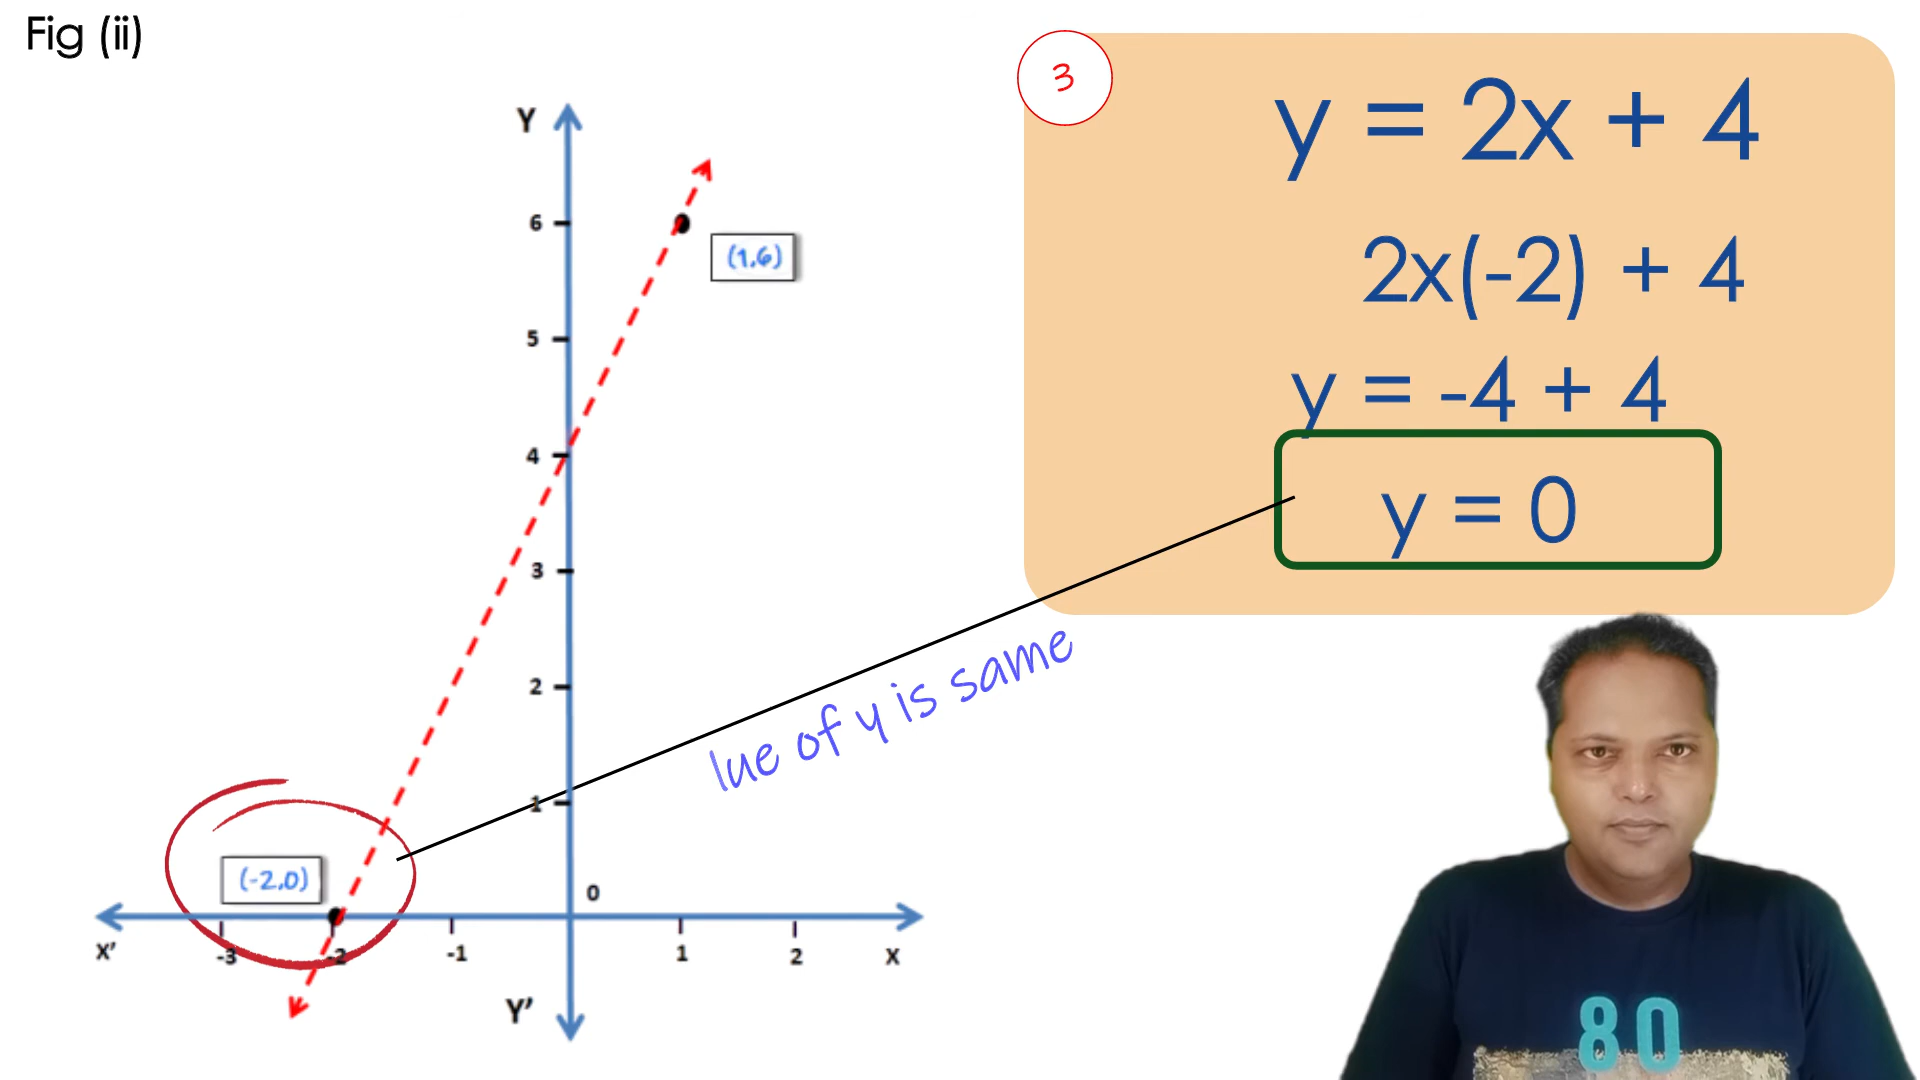 Fig (ii)
3
y = 2x + 4
2x(-2) + 4
y = -4 + 4
y = 0
lue of y is same
Y
6
(1,6)
5
4
3
2
1
(-2,0)
0
X' -3 -2 -1 1 2 X
Y'
80